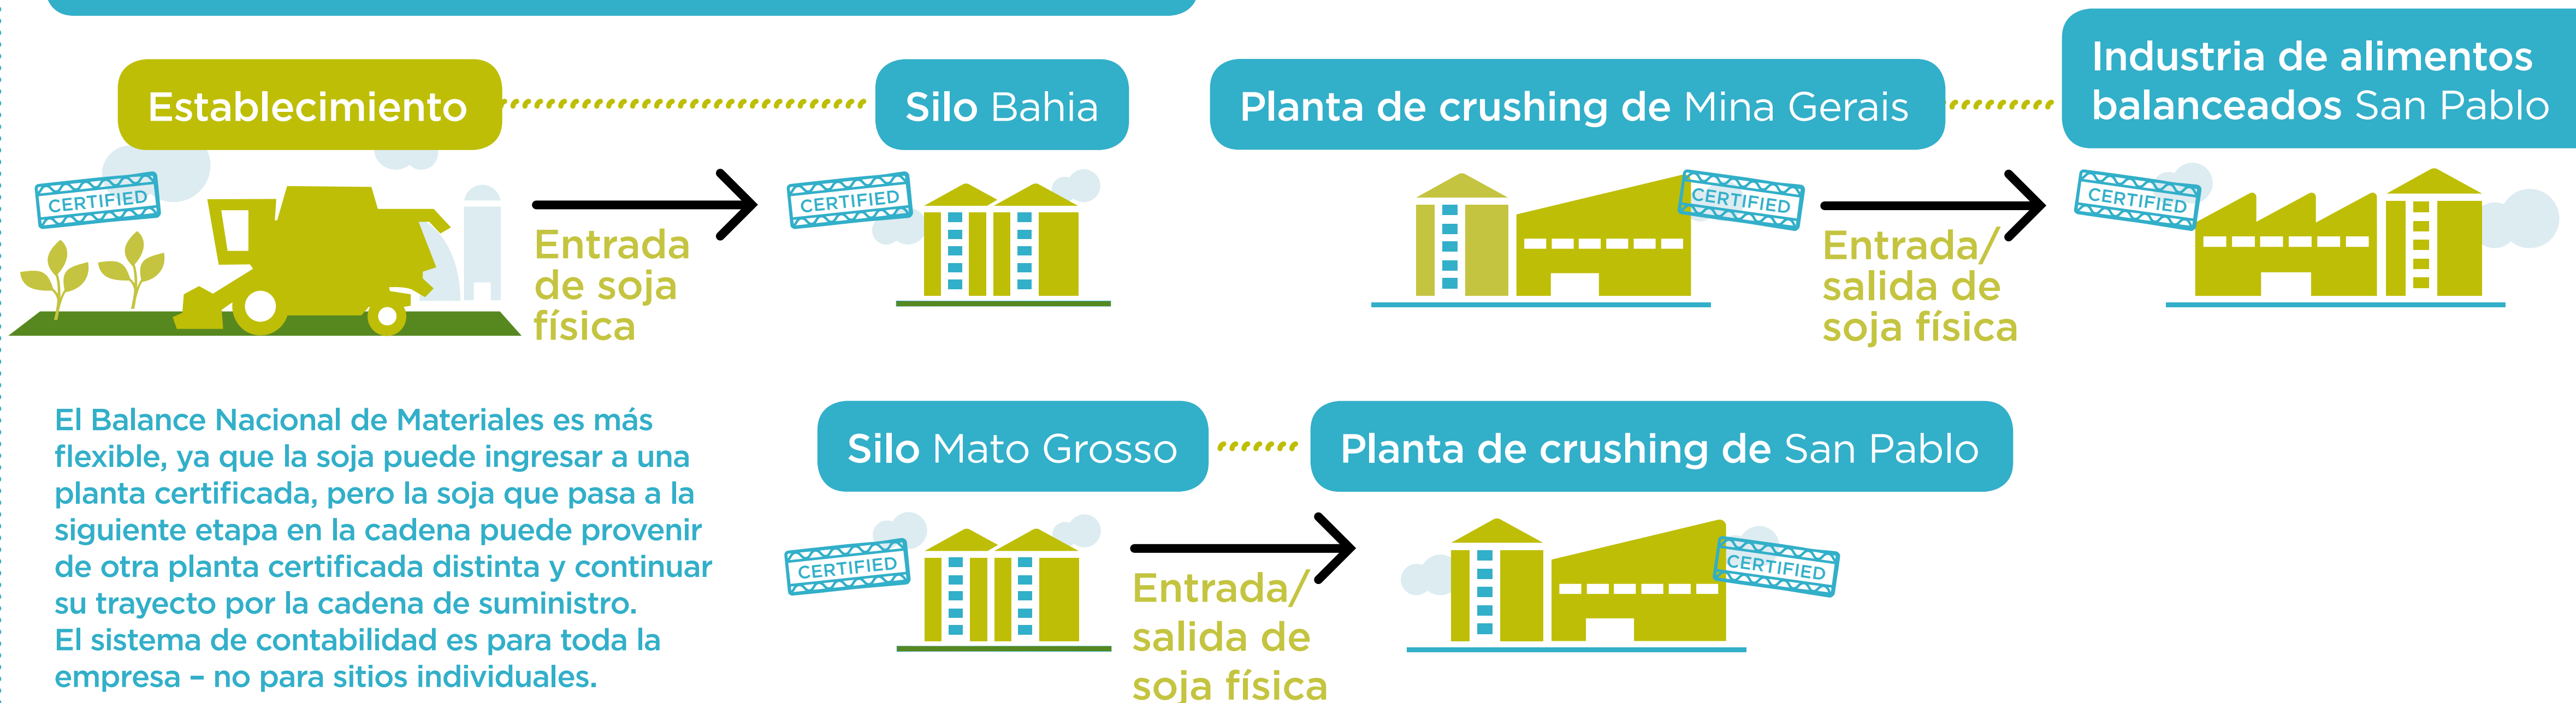 Establecimiento
Silo Bahia
Planta de crushing de Mina Gerais
Industria de alimentos
balanceados San Pablo
CERTIFIED
CERTIFIED
CERTIFIED
CERTIFIED
Entrada
de soja
física
Entrada/
salida de
soja física
El Balance Nacional de Materiales es más
flexible, ya que la soja puede ingresar a una
planta certificada, pero la soja que pasa a la
siguiente etapa en la cadena puede provenir
de otra planta certificada distinta y continuar
su trayecto por la cadena de suministro.
El sistema de contabilidad es para toda la
empresa – no para sitios individuales.
Silo Mato Grosso
Planta de crushing de San Pablo
CERTIFIED
CERTIFIED
Entrada/
salida de
soja física